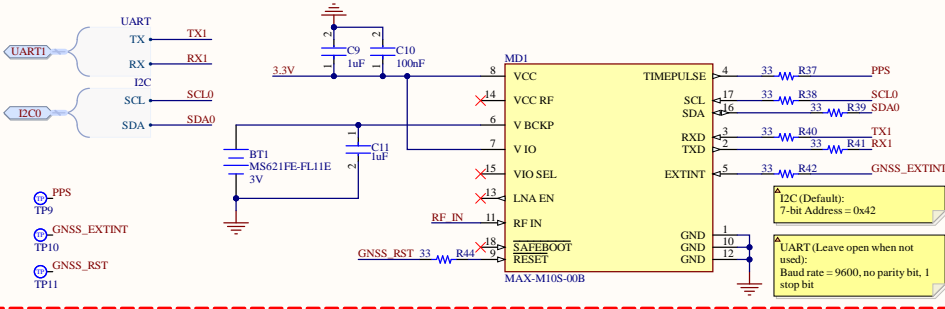 UART
TX
TX1
UART1
RX
RX1
I2C
SCL
SCL0
I2C0
SDA
SDA0
PPS
TP
TP9
GNSS_EXTINT
TP
TP10
GNSS_RST
TP
TP11
2
2
C9
C10
1uF
100nF
1
1
3.3V
1
C11
1uF
2
BT1
MS621FE-FL11E
3V
RF_IN
GNSS_RST
33
R44
MD1
8
VCC
14
VCC RF
6
V BCKP
7
V IO
15
VIO SEL
13
LNA EN
11
RF IN
18
SAFEBOOT
9
RESET
TIMEPULSE
4
33
R37
PPS
SCL
17
33
R38
SCL0
SDA
16
33
R39
SDA0
RXD
3
33
R40
TX1
TXD
2
33
R41
RX1
EXTINT
5
33
R42
GNSS_EXTINT
GND
1
GND
10
GND
12
MAX-M10S-00B
I2C (Default):
7-bit Address = 0x42
UART (Leave open when not
used):
Baud rate = 9600, no parity bit, 1
stop bit